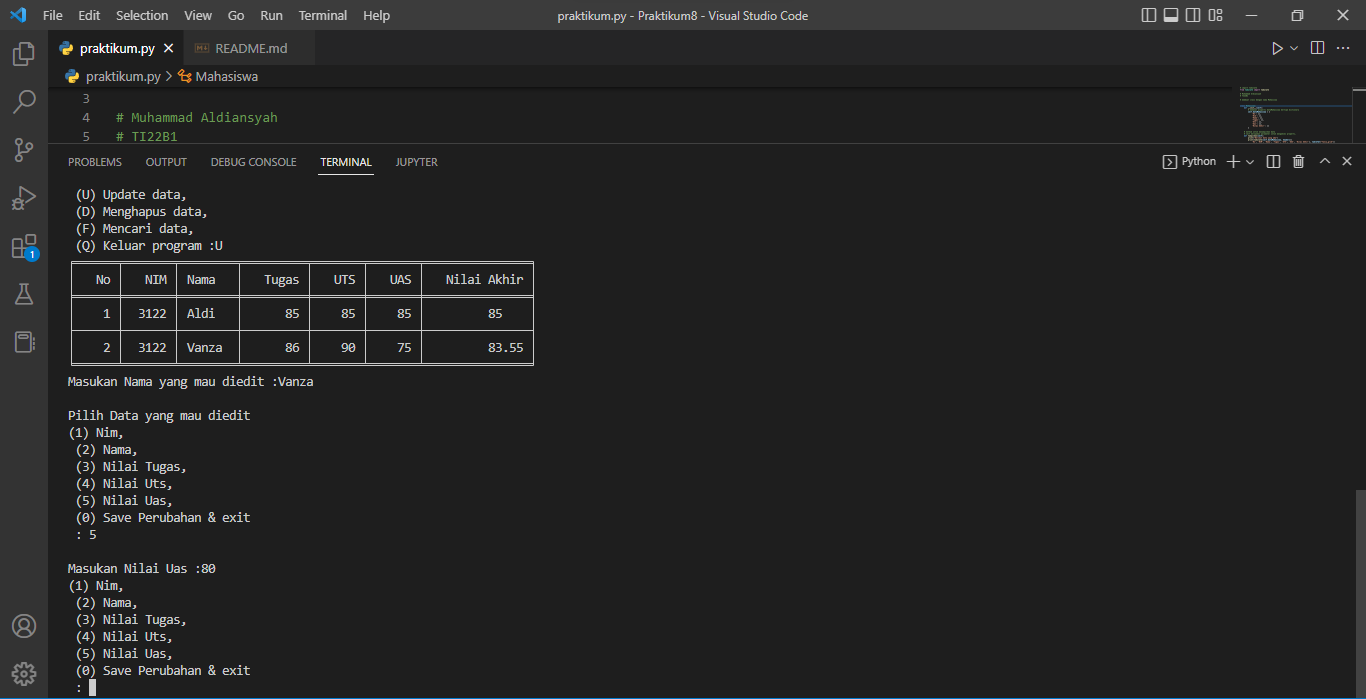 File Edit Selection View Go Run Terminal Help praktikum.py - Praktikum8 - Visual Studio Code
praktikum.py README.md
praktikum.py > Mahasiswa
3
4 # Muhammad Aldiansyah
5 # TI22B1
PROBLEMS OUTPUT DEBUG CONSOLE TERMINAL JUPYTER Python
(U) Update data,
(D) Menghapus data,
(F) Mencari data,
(Q) Keluar program :U
No NIM Nama Tugas UTS UAS Nilai Akhir
1 3122 Aldi 85 85 85 85
2 3122 Vanza 86 90 75 83.55
Masukan Nama yang mau diedit :Vanza
Pilih Data yang mau diedit
(1) Nim,
(2) Nama,
(3) Nilai Tugas,
(4) Nilai Uts,
(5) Nilai Uas,
(0) Save Perubahan & exit
: 5
Masukan Nilai Uas :80
(1) Nim,
(2) Nama,
(3) Nilai Tugas,
(4) Nilai Uts,
(5) Nilai Uas,
(0) Save Perubahan & exit
:
1